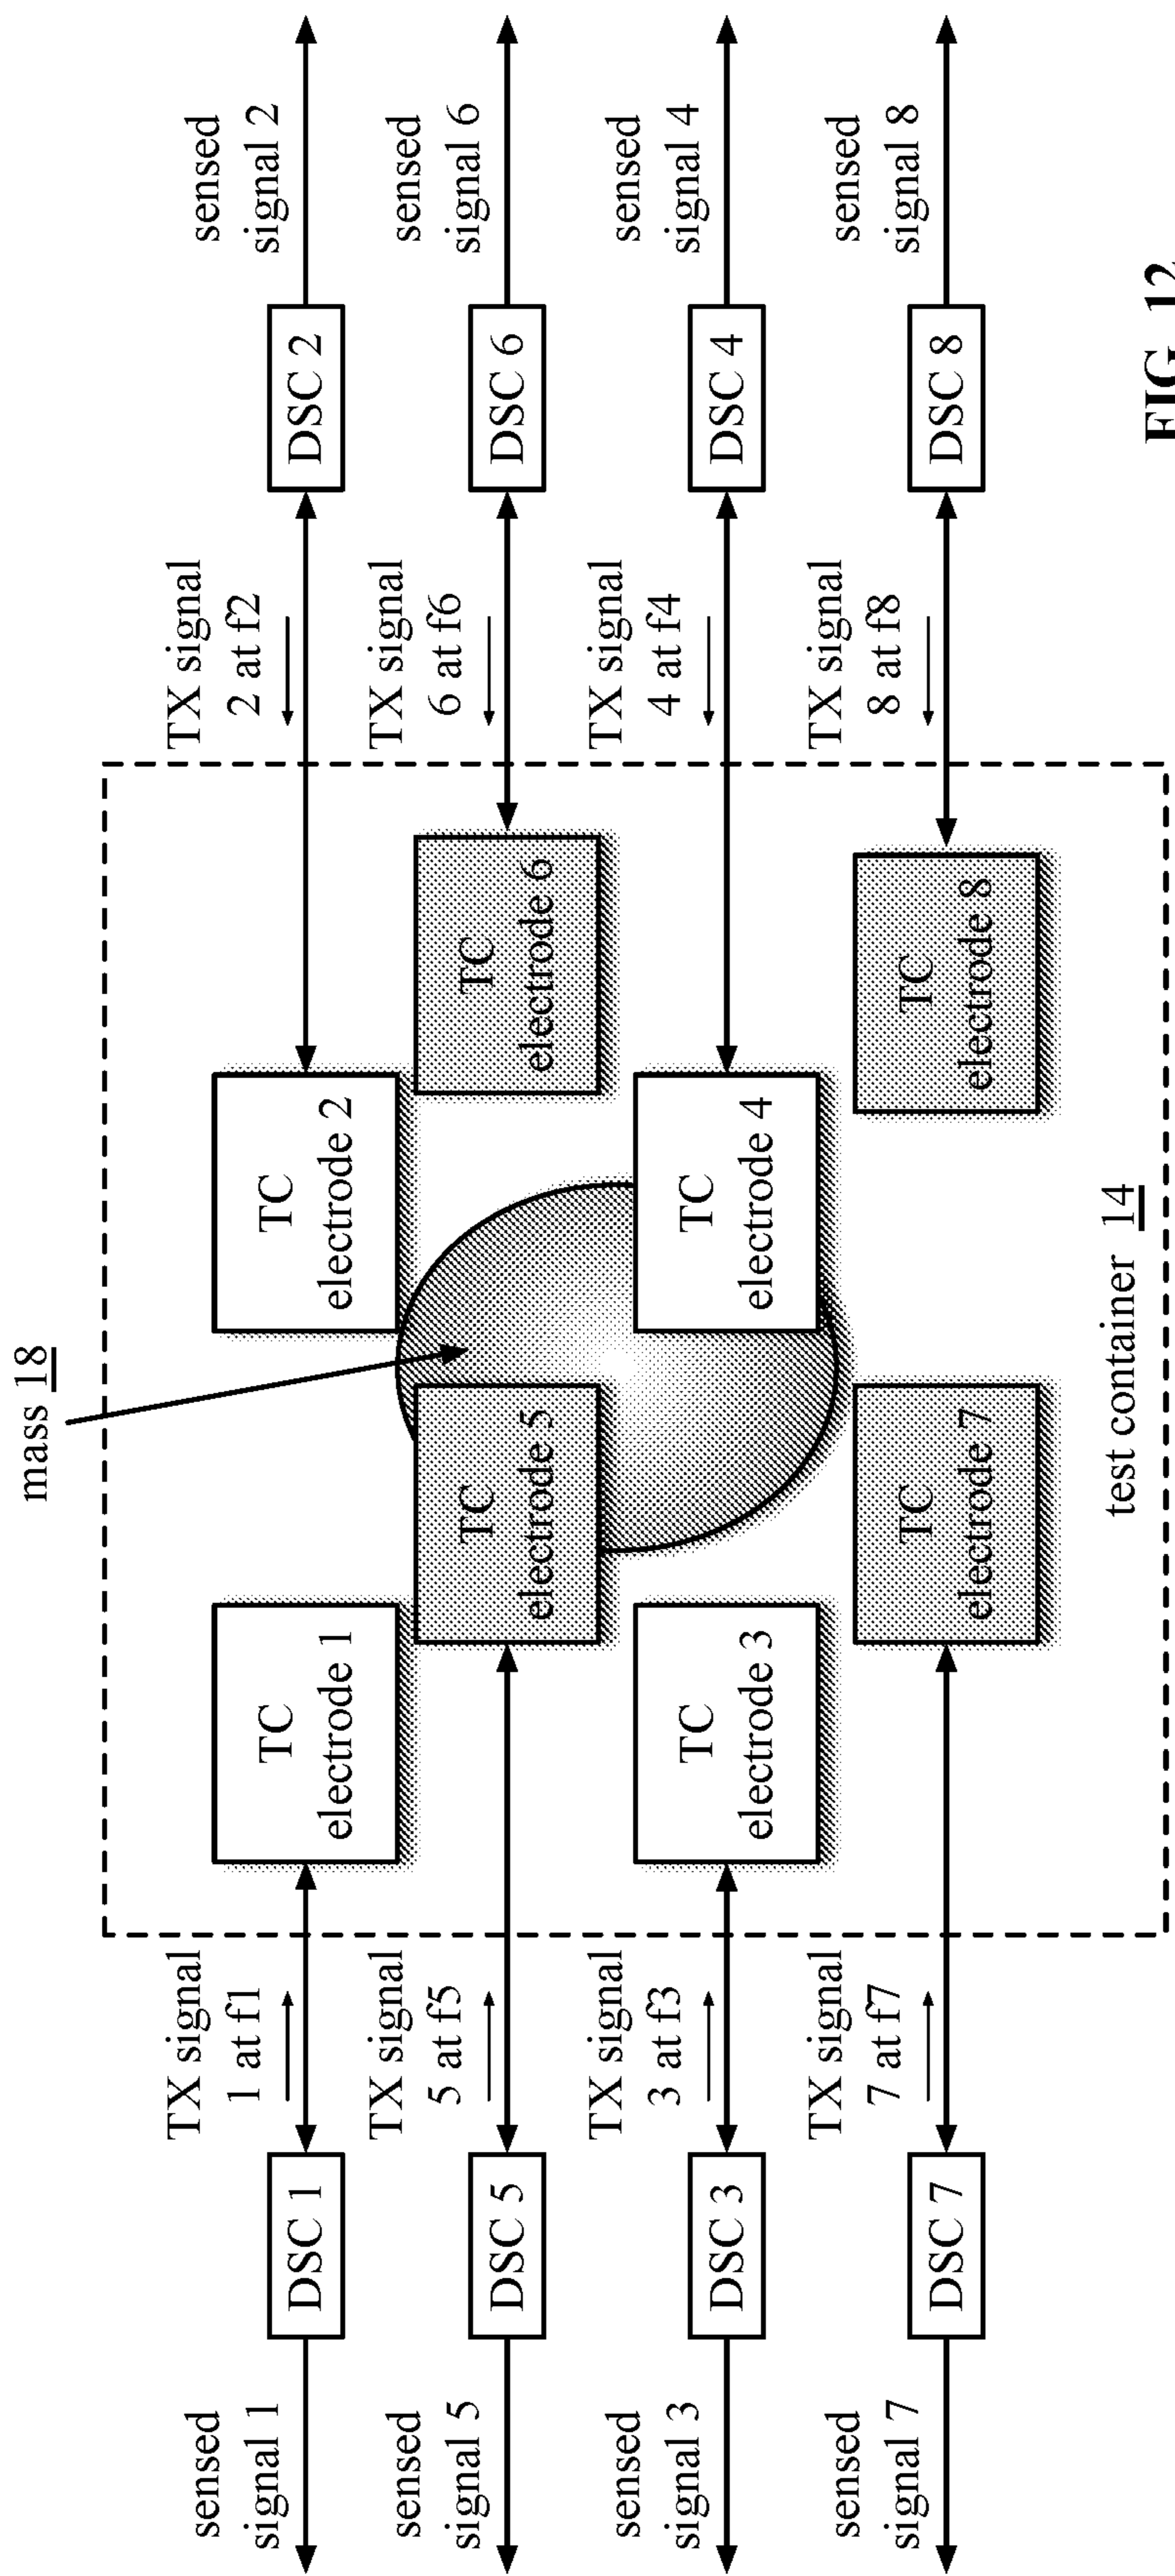 mass 18
sensed
signal 1
TX signal
1 at f1
DSC 1
TC
electrode 1
TC
electrode 2
TX signal
2 at f2
DSC 2
sensed
signal 2
sensed
signal 5
TX signal
5 at f5
DSC 5
TC
electrode 5
TC
electrode 6
TX signal
6 at f6
DSC 6
sensed
signal 6
sensed
signal 3
TX signal
3 at f3
DSC 3
TC
electrode 3
TC
electrode 4
TX signal
4 at f4
DSC 4
sensed
signal 4
sensed
signal 7
TX signal
7 at f7
DSC 7
TC
electrode 7
TC
electrode 8
TX signal
8 at f8
DSC 8
sensed
signal 8
test container 14
FIG. 12